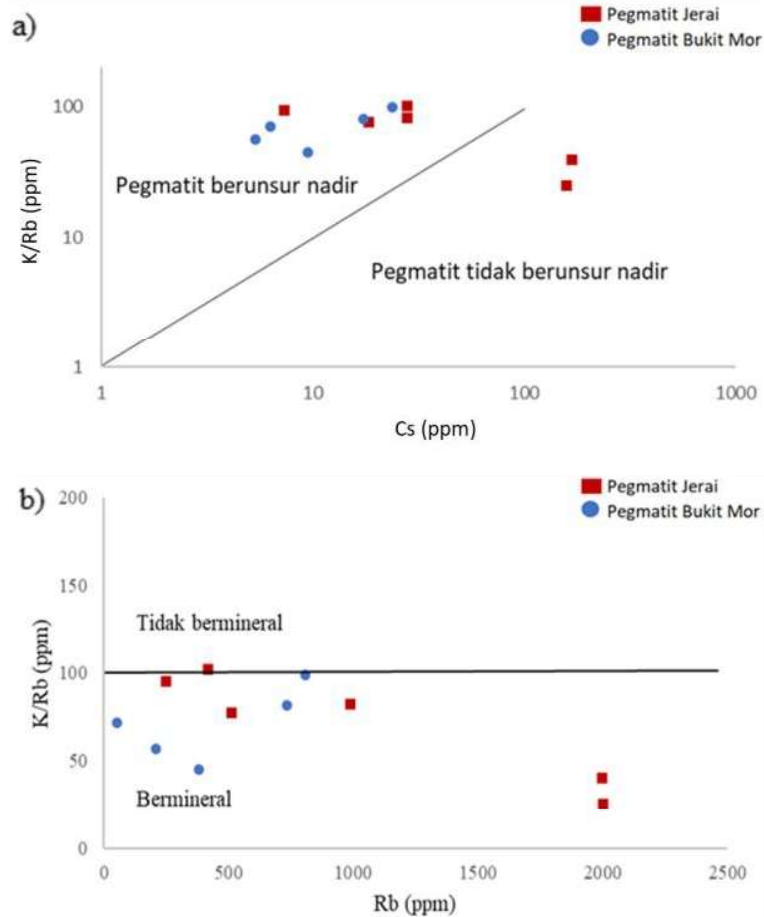 a)
Pegmatit Jerai
Pegmatit Bukit Mor
100
10
1
K/Rb (ppm)
Pegmatit berunsur nadir
Pegmatit tidak berunsur nadir
1 10 100 1000
Cs (ppm)
b)
Pegmatit Jerai
Pegmatit Bukit Mor
200
150
100
50
0
K/Rb (ppm)
Tidak bermineral
Bermineral
0 500 1000 1500 2000 2500
Rb (ppm)